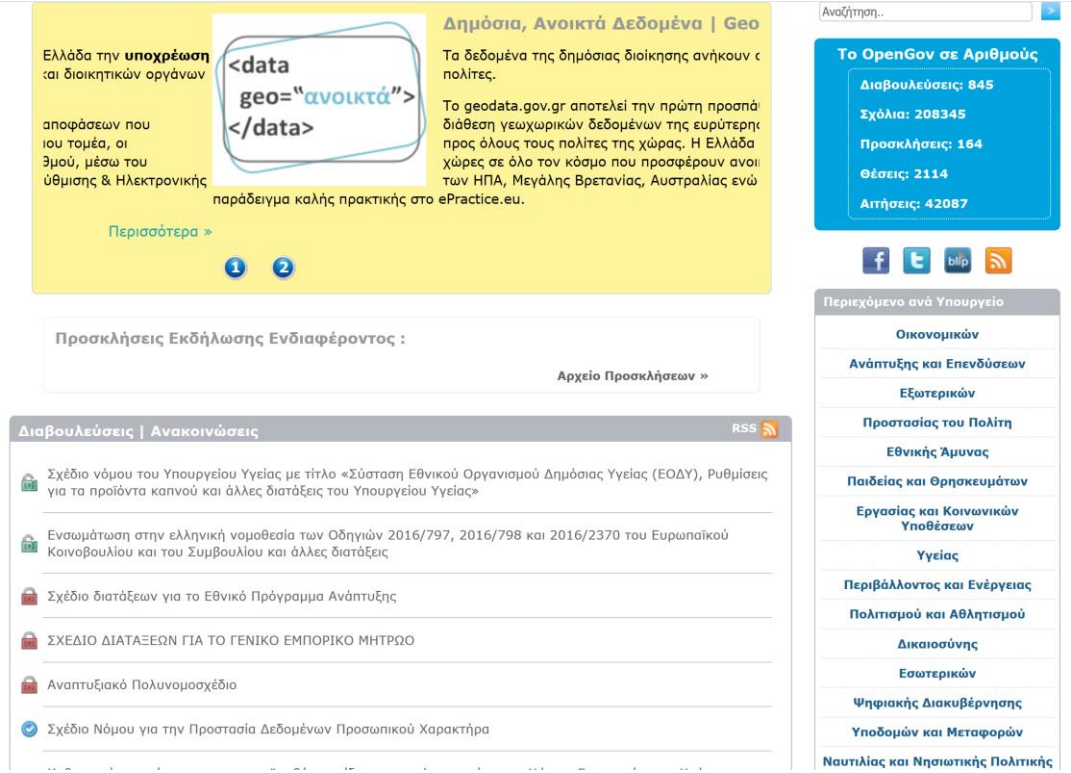 Αναζήτηση..
Δημόσια, Ανοικτά Δεδομένα | Geo
Ελλάδα την υποχρέωση
και διοικητικών οργάνων
αποφάσεων που
ιου τομέα, οι
θμού, μέσω του
ύθμισης & Ηλεκτρονικής
<data
geo="ανοικτά">
</data>
Τα δεδομένα της δημόσιας διοίκησης ανήκουν
πολίτες.
Το geodata.gov.gr αποτελεί την πρώτη
διάθεση γεωχωρικών δεδομένων της
προς όλους τους πολίτες της χώρας. Η Ελλάδα
χώρες σε όλο τον κόσμο που προσφέρουν
των ΗΠΑ, Μεγάλης Βρετανίας, Αυστραλίας ενώ
παράδειγμα καλής πρακτικής στο ePractice.eu.
Περισσότερα »
1 2
Το OpenGov σε Αριθμούς
Διαβουλεύσεις: 845
Σχόλια: 208345
Προσκλήσεις: 164
Θέσεις: 2114
Αιτήσεις: 42087
f t blip
Προσκλήσεις Εκδήλωσης Ενδιαφέροντος :
Αρχείο Προσκλήσεων »
Διαβουλεύσεις | Ανακοινώσεις
RSS
Σχέδιο νόμου του Υπουργείου Υγείας με τίτλο «Σύσταση Εθνικού Οργανισμού Δημόσιας Υγείας (ΕΟΔΥ), Ρυθμίσεις
για τα προϊόντα καπνού και άλλες διατάξεις του Υπουργείου Υγείας»
Ενσωμάτωση στην ελληνική νομοθεσία των Οδηγιών 2016/797, 2016/798 και 2016/2370 του Ευρωπαϊκού
Κοινοβουλίου και του Συμβουλίου και άλλες διατάξεις
Σχέδιο διατάξεων για το Εθνικό Πρόγραμμα Ανάπτυξης
ΣΧΕΔΙΟ ΔΙΑΤΑΞΕΩΝ ΓΙΑ ΤΟ ΓΕΝΙΚΟ ΕΜΠΟΡΙΚΟ ΜΗΤΡΩΟ
Αναπτυξιακό Πολυνομοσχέδιο
Σχέδιο Νόμου για την Προστασία Δεδομένων Προσωπικού Χαρακτήρα
Περιεχόμενο ανά Υπουργείο
Οικονομικών
Ανάπτυξης και Επενδύσεων
Εξωτερικών
Προστασίας του Πολίτη
Εθνικής Άμυνας
Παιδείας και Θρησκευμάτων
Εργασίας και Κοινωνικών
Υποθέσεων
Υγείας
Περιβάλλοντος και Ενέργειας
Πολιτισμού και Αθλητισμού
Δικαιοσύνης
Εσωτερικών
Ψηφιακής Διακυβέρνησης
Υποδομών και Μεταφορών
Ναυτιλίας και Νησιωτικής Πολιτικής